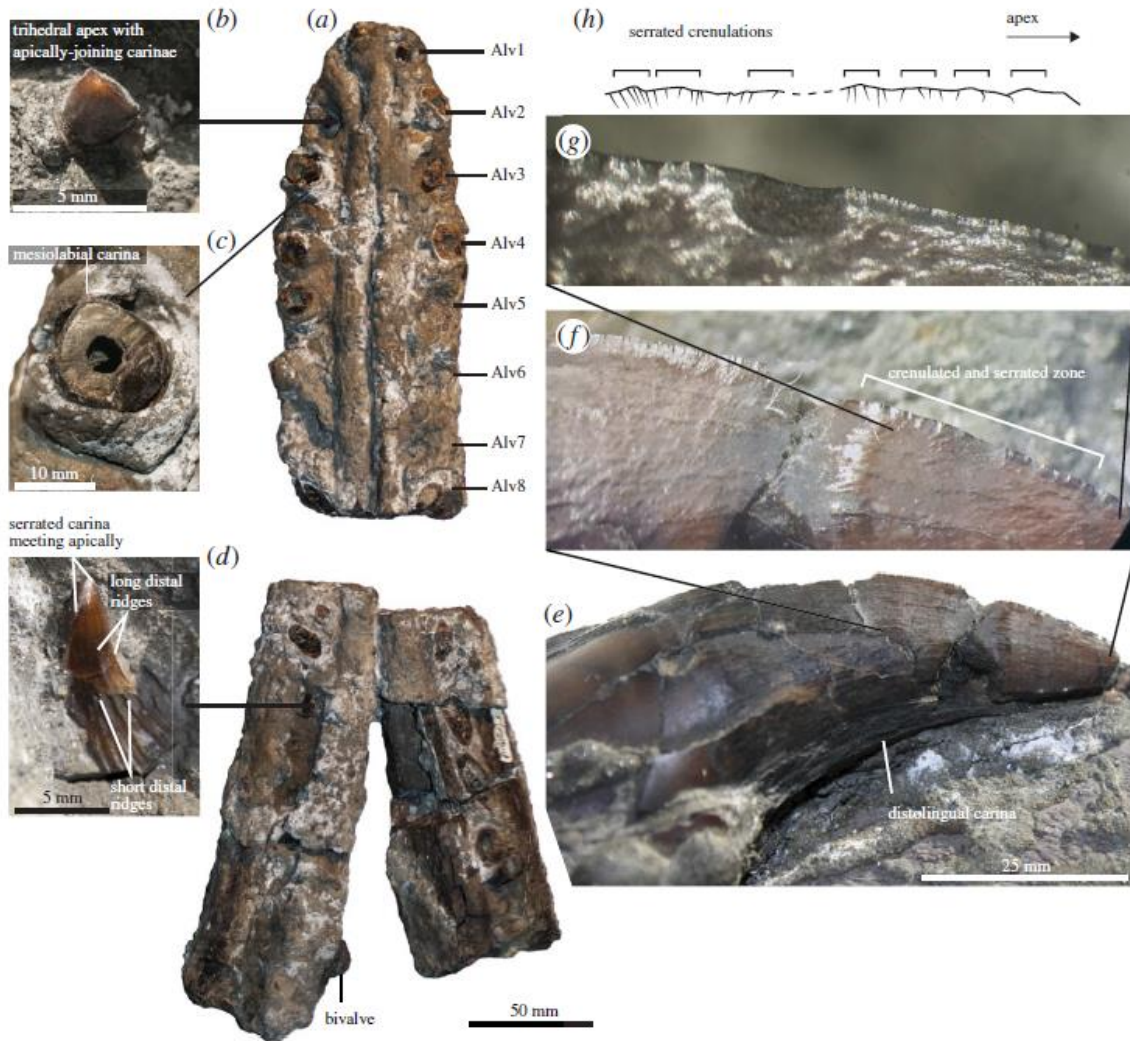 (b)
trihedral apex with
apically-joining carinae
5 mm
(c)
mesiolabial carina
10 mm
(a)
Alv1
Alv2
Alv3
Alv4
Alv5
Alv6
Alv7
Alv8
serrated carina
meeting apically
(d)
long distal
ridges
short distal
ridges
5 mm
bivalve
50 mm
(h)
serrated crenulations
apex
(g)
(f)
crenulated and serrated zone
(e)
distolingual carina
25 mm